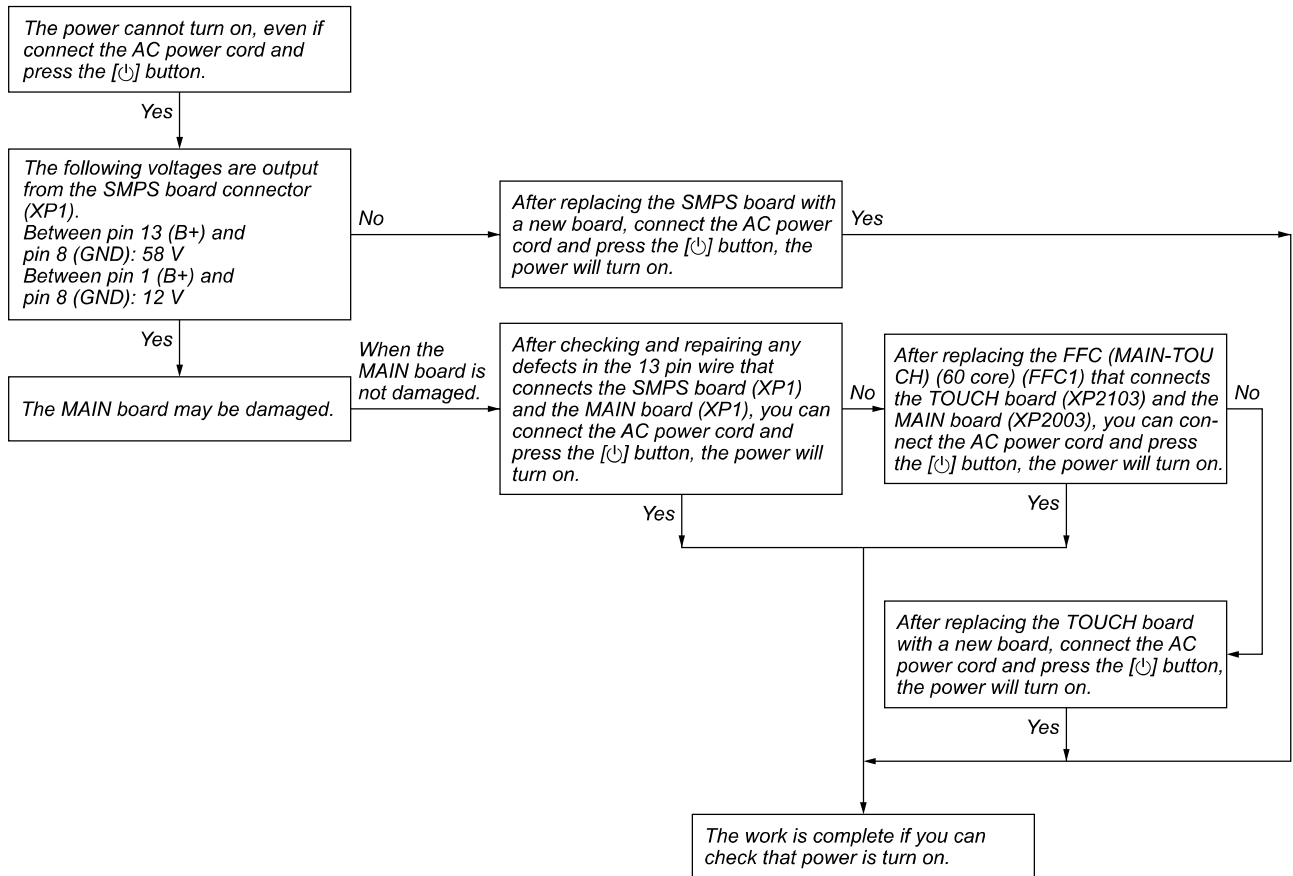 The power cannot turn on, even if
connect the AC power cord and
press the [⏻] button.
Yes
The following voltages are output
from the SMPS board connector
(XP1).
Between pin 13 (B+) and
pin 8 (GND): 58 V
Between pin 1 (B+) and
pin 8 (GND): 12 V
No
After replacing the SMPS board with
a new board, connect the AC power
cord and press the [⏻] button, the
power will turn on.
Yes
Yes
The MAIN board may be damaged.
When the
MAIN board is
not damaged.
After checking and repairing any
defects in the 13 pin wire that
connects the SMPS board (XP1)
and the MAIN board (XP1), you can
connect the AC power cord and
press the [⏻] button, the power will
turn on.
No
After replacing the FFC (MAIN-TOU
CH) (60 core) (FFC1) that connects
the TOUCH board (XP2103) and the
MAIN board (XP2003), you can con-
nect the AC power cord and press
the [⏻] button, the power will turn on.
No
Yes
Yes
After replacing the TOUCH board
with a new board, connect the AC
power cord and press the [⏻] button,
the power will turn on.
Yes
The work is complete if you can
check that power is turn on.